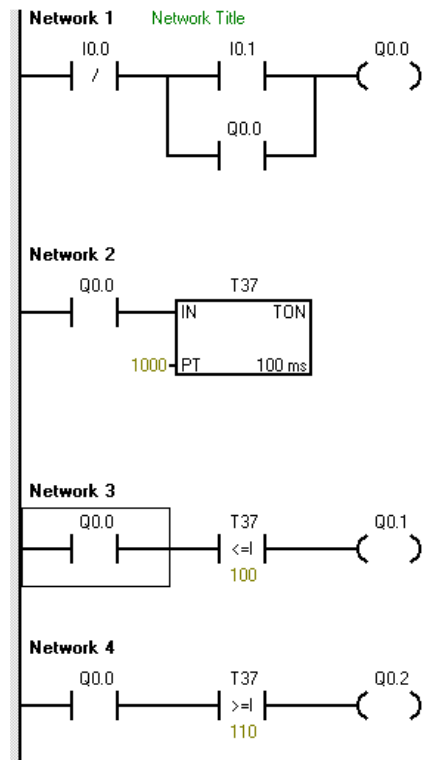 Network 1 Network Title
I0.0 I0.1 Q0.0
/
Q0.0
Network 2
Q0.0 T37
IN TON
1000 PT 100 ms
Network 3
Q0.0 T37 Q0.1
<=I
100
Network 4
Q0.0 T37 Q0.2
>=I
110